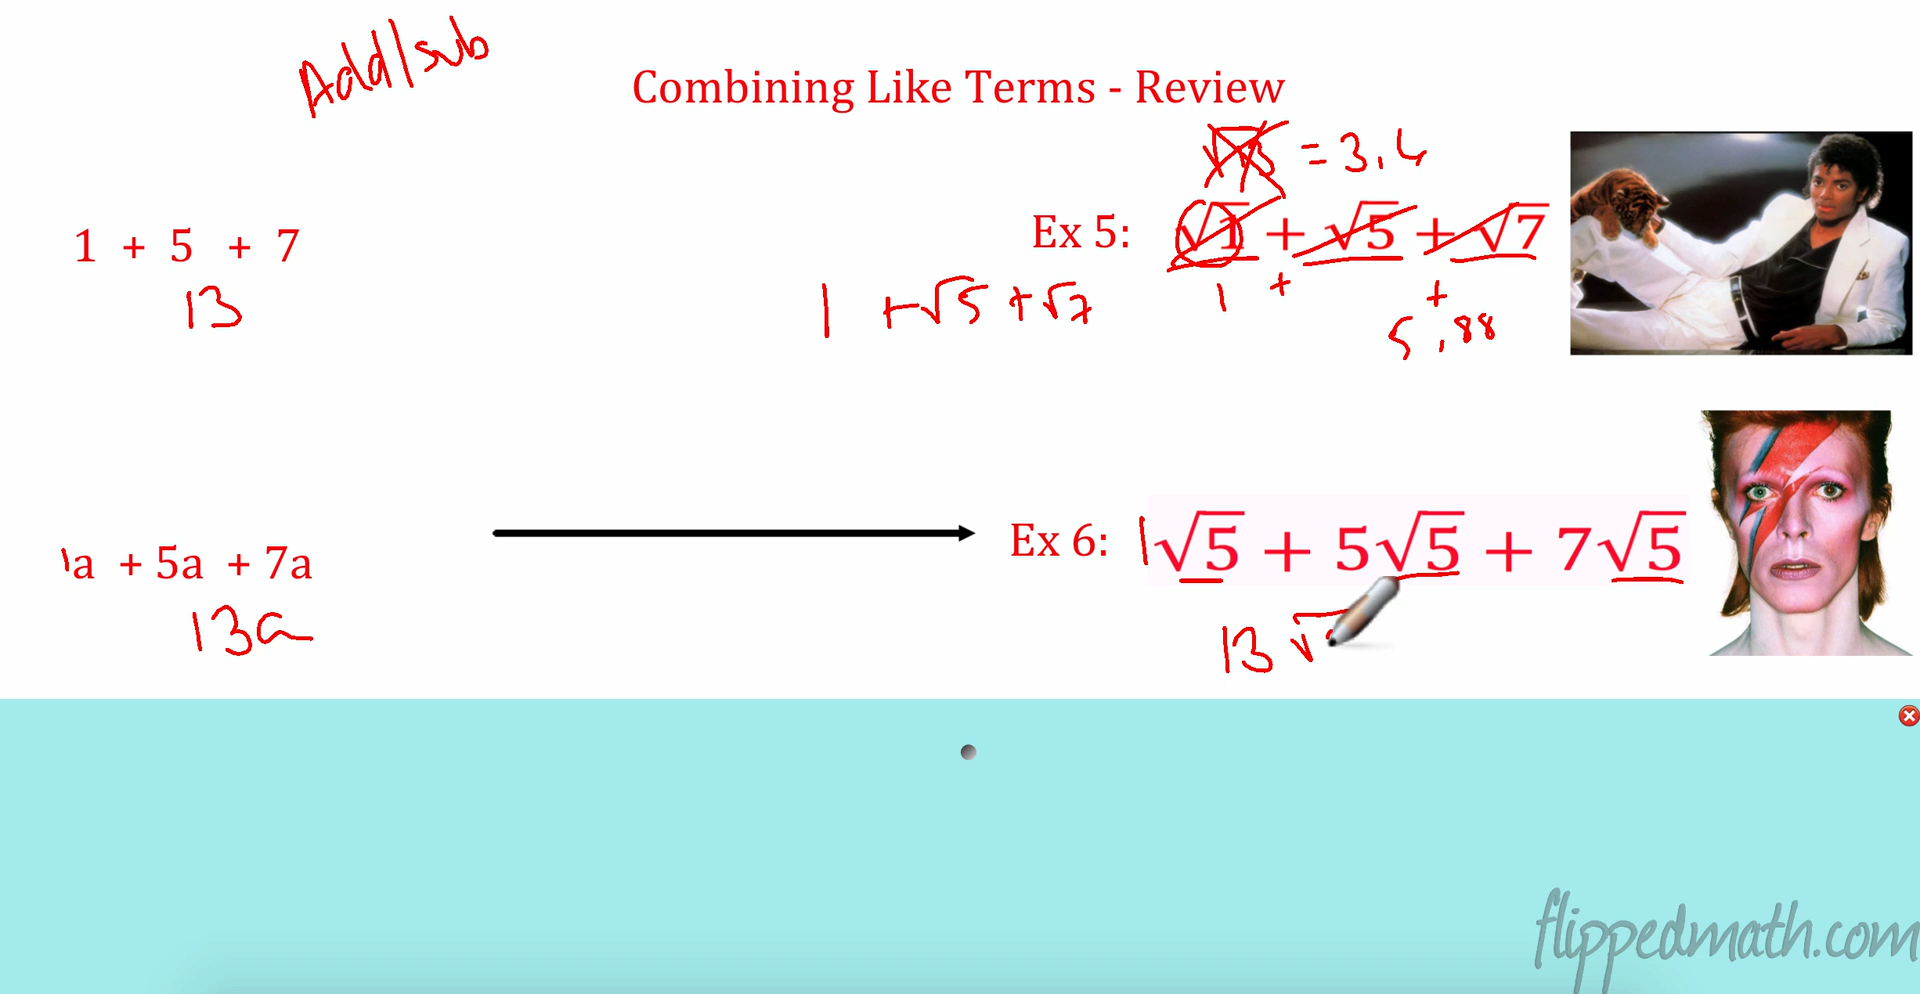 Add/sub
Combining Like Terms - Review
= 3.6
1 + 5 + 7
13
Ex 5: √1 + √5 + √7
1 + √5 + √7
1 + +
5.88
1a + 5a + 7a
13a
Ex 6: 1√5 + 5√5 + 7√5
13√
flippedmath.com